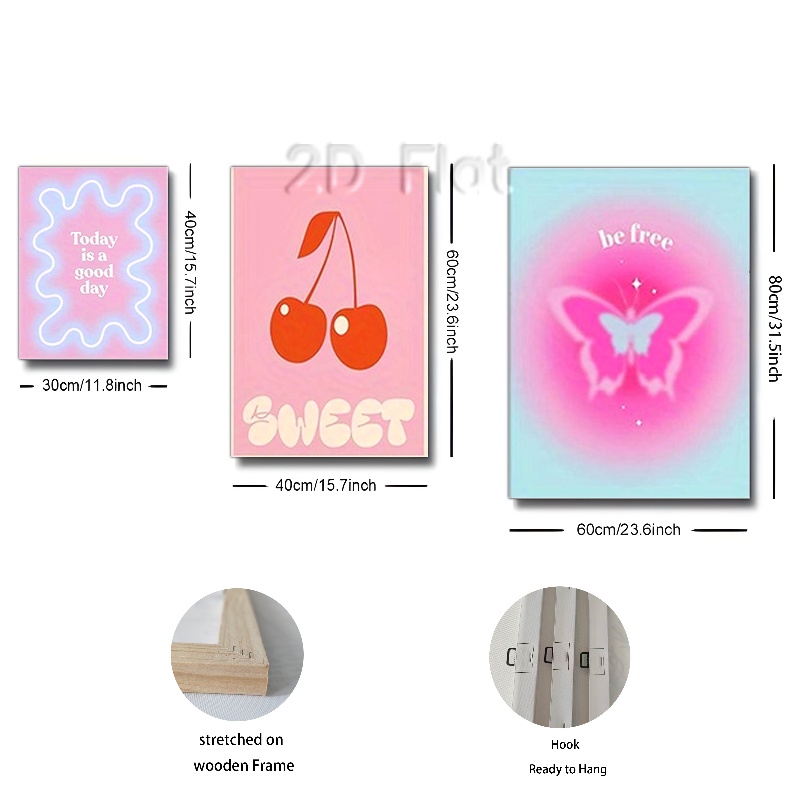 2D Flat
Today
is a
good
day
40cm/15.7inch
30cm/11.8inch
SWEET
60cm/23.6inch
40cm/15.7inch
be free
80cm/31.5inch
60cm/23.6inch
stretched on
wooden Frame
Hook
Ready to Hang